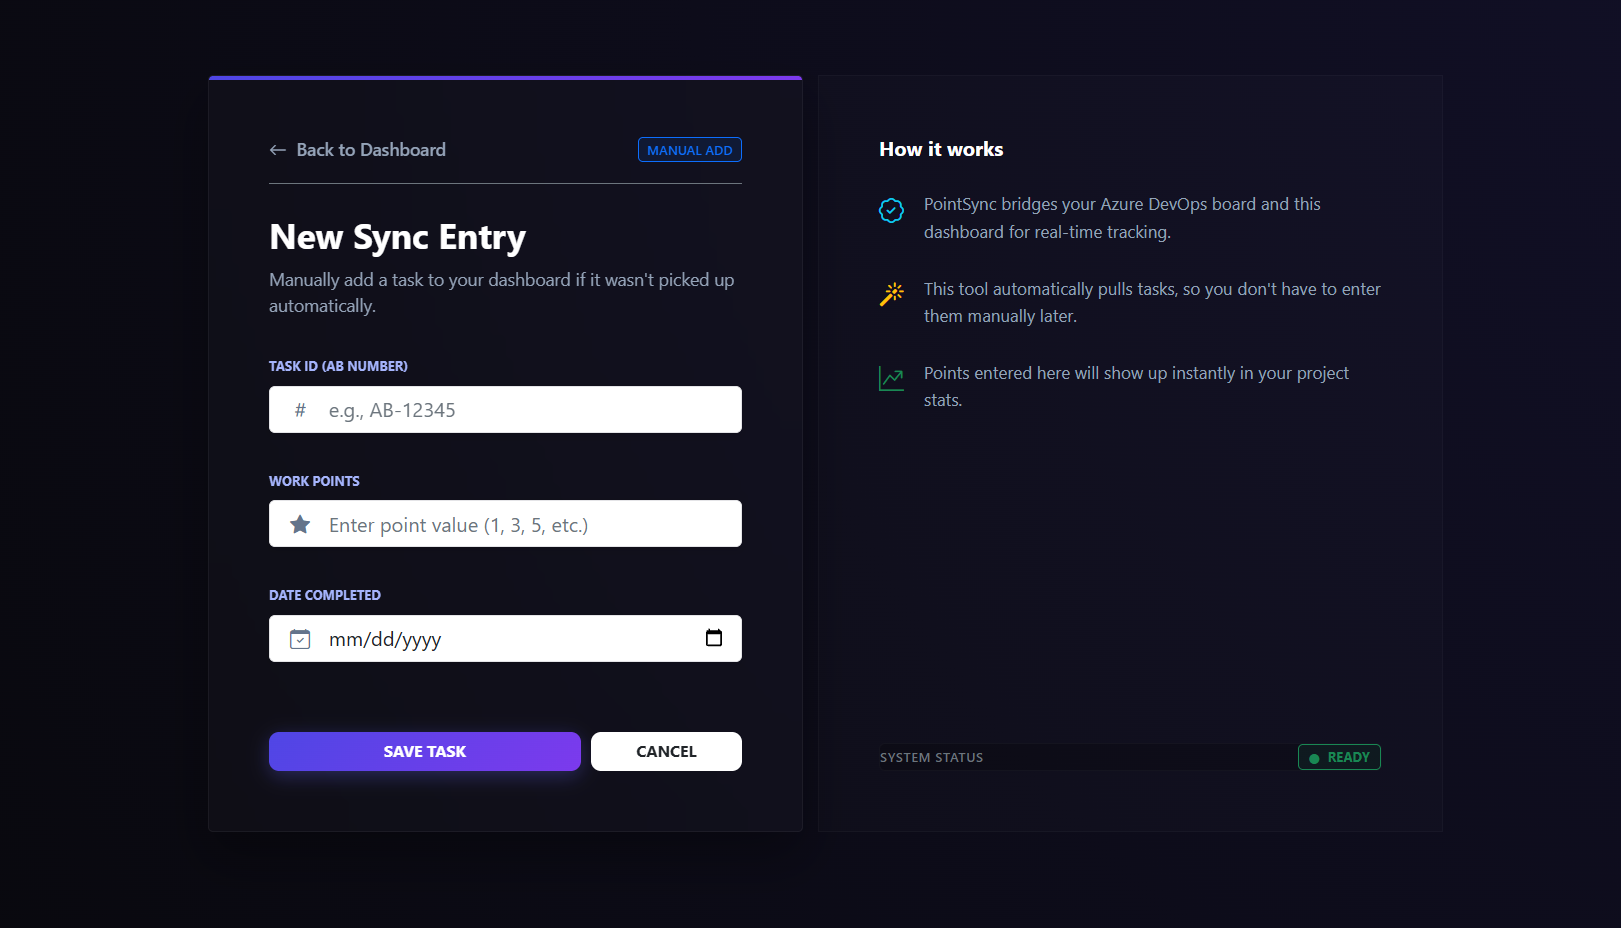 Back to Dashboard
MANUAL ADD
New Sync Entry
Manually add a task to your dashboard if it wasn't picked up
automatically.
TASK ID (AB NUMBER)
# e.g., AB-12345
WORK POINTS
Enter point value (1, 3, 5, etc.)
DATE COMPLETED
mm/dd/yyyy
SAVE TASK
CANCEL
How it works
PointSync bridges your Azure DevOps board and this
dashboard for real-time tracking.
This tool automatically pulls tasks, so you don't have to enter
them manually later.
Points entered here will show up instantly in your project
stats.
SYSTEM STATUS
READY